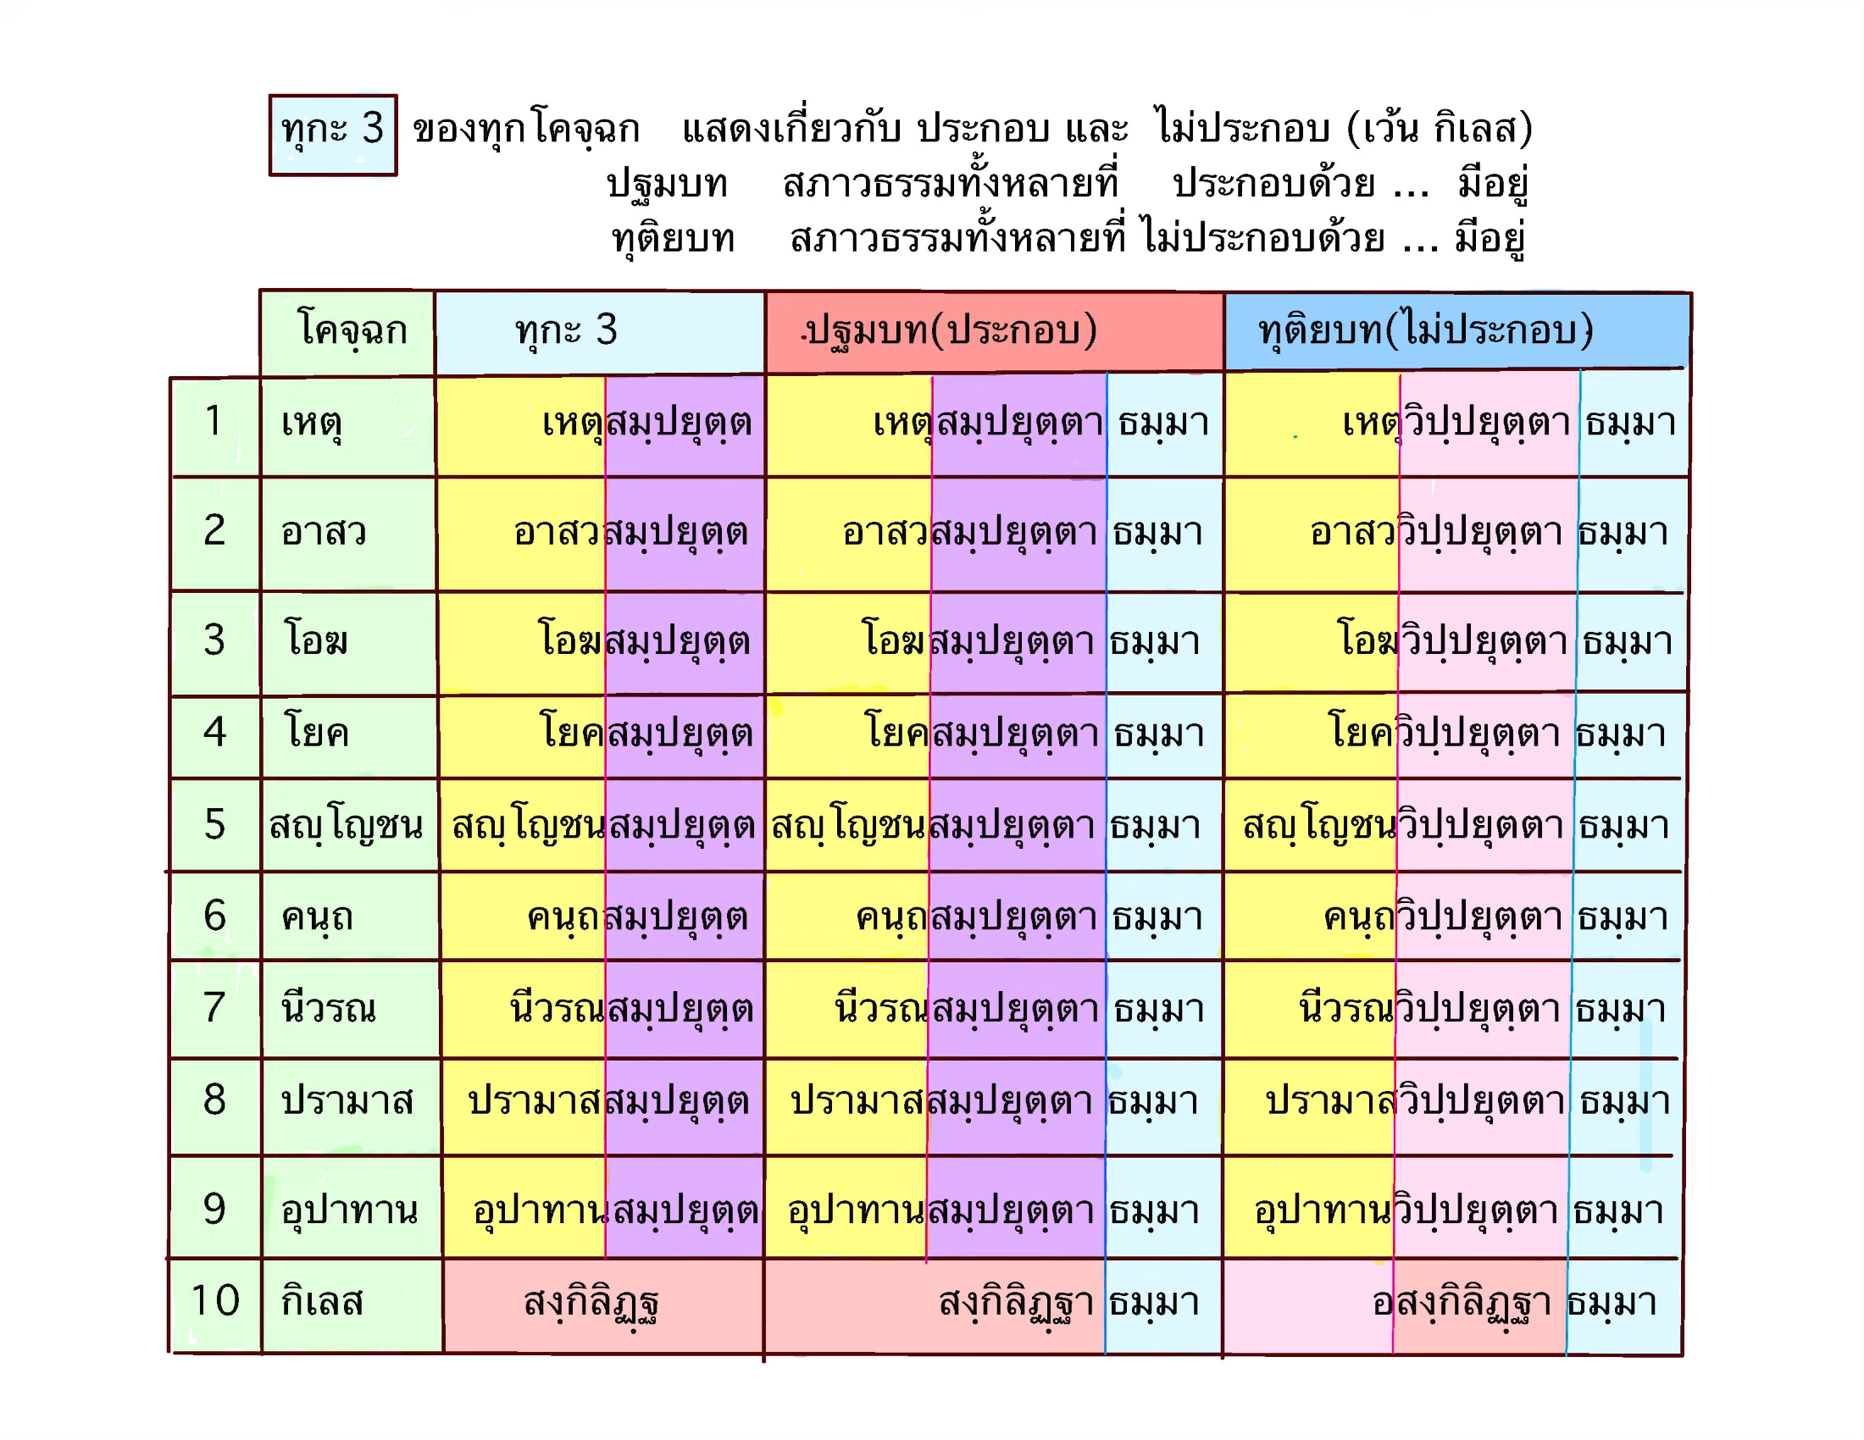 ทุกะ 3 ของทุกโคจฺฉก แสดงเกี่ยวกับ ประกอบ และ ไม่ประกอบ (เว้น กิเลส)
ปฐมบท สภาวธรรมทั้งหลายที่ ประกอบด้วย ... มีอยู่
ทุติยบท สภาวธรรมทั้งหลายที่ ไม่ประกอบด้วย ... มีอยู่
โคจฺฉก ทุกะ 3 ปฐมบท(ประกอบ) ทุติยบท(ไม่ประกอบ)
1 เหตุ เหตุสมฺปยุตฺต เหตุสมฺปยุตฺตา ธมฺมา เหตุวิปฺปยุตฺตา ธมฺมา
2 อาสว อาสวสมฺปยุตฺต อาสวสมฺปยุตฺตา ธมฺมา อาสววิปฺปยุตฺตา ธมฺมา
3 โอฆ โอฆสมฺปยุตฺต โอฆสมฺปยุตฺตา ธมฺมา โอฆวิปฺปยุตฺตา ธมฺมา
4 โยค โยคสมฺปยุตฺต โยคสมฺปยุตฺตา ธมฺมา โยควิปฺปยุตฺตา ธมฺมา
5 สญฺโญชน สญฺโญชนสมฺปยุตฺต สญฺโญชนสมฺปยุตฺตา ธมฺมา สญฺโญชนวิปฺปยุตตา ธมฺมา
6 คนฺถ คนฺถสมฺปยุตฺต คนฺถสมฺปยุตฺตา ธมฺมา คนฺถวิปฺปยุตฺตา ธมฺมา
7 นีวรณ นีวรณสมฺปยุตฺต นีวรณสมฺปยุตฺตา ธมฺมา นีวรณวิปฺปยุตฺตา ธมฺมา
8 ปรามาส ปรามาสสมฺปยุตฺต ปรามาสสมฺปยุตฺตา ธมฺมา ปรามาสวิปฺปยุตตา ธมฺมา
9 อุปาทาน อุปาทานสมฺปยุตฺต อุปาทานสมฺปยุตฺตา ธมฺมา อุปาทานวิปฺปยุตฺตา ธมฺมา
10 กิเลส สงฺกิลิฏฺฐ สงฺกิลิฏฺฐา ธมฺมา อสงฺกิลิฏฺฐา ธมฺมา